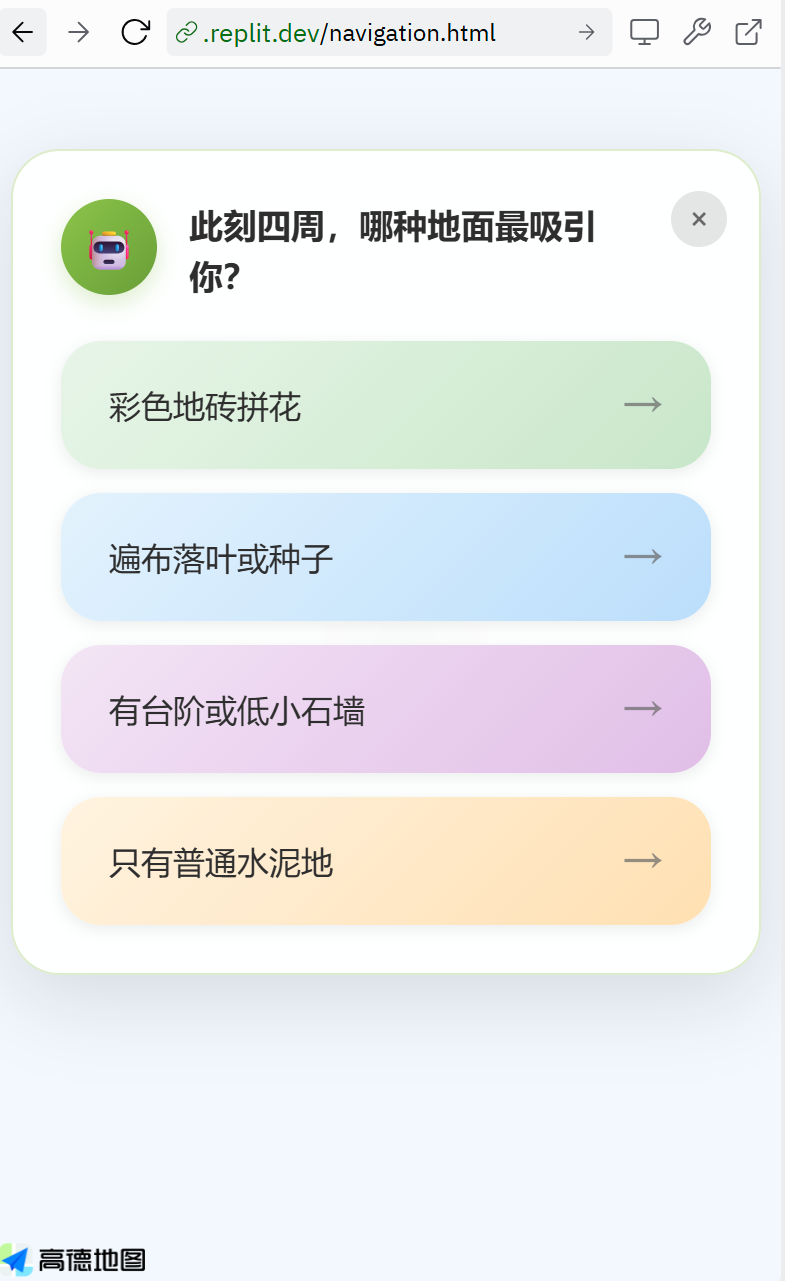 .replit.dev/navigation.html
此刻四周，哪种地面最吸引
你？
彩色地砖拼花
遍布落叶或种子
有台阶或低小石墙
只有普通水泥地
高德地图